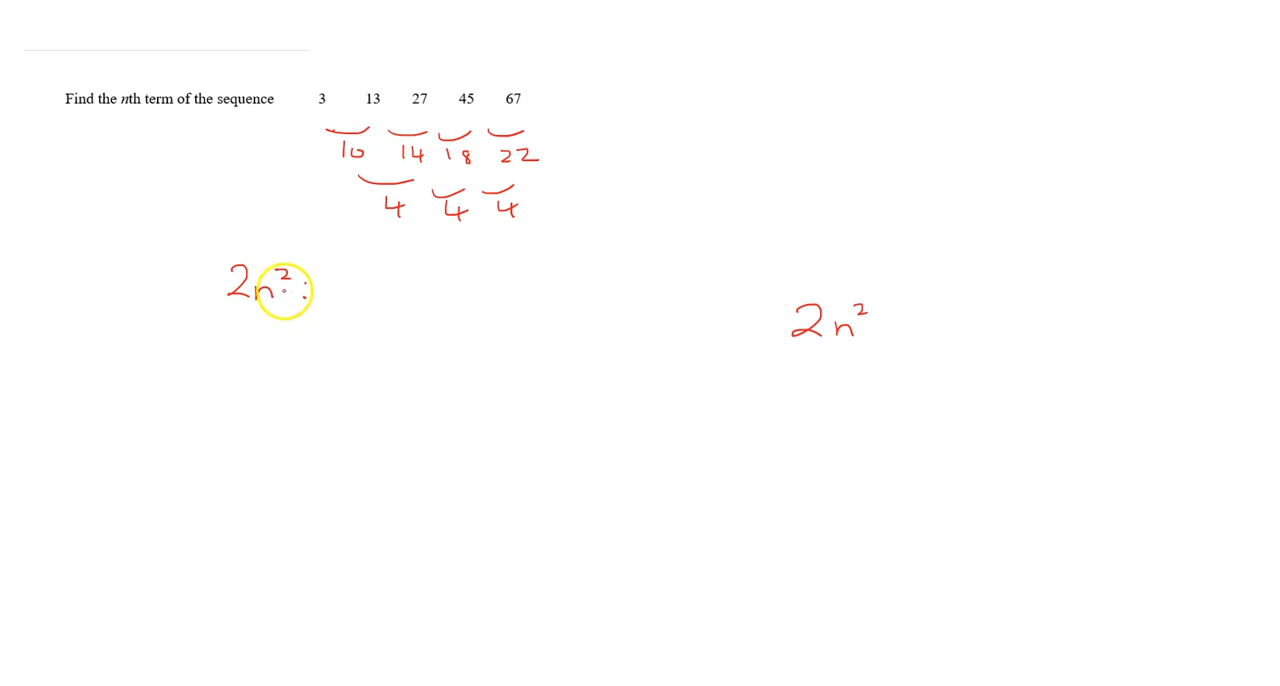 Find the nth term of the sequence 3 13 27 45 67
10 14 18 22
4 4 4
2n² :
2n²